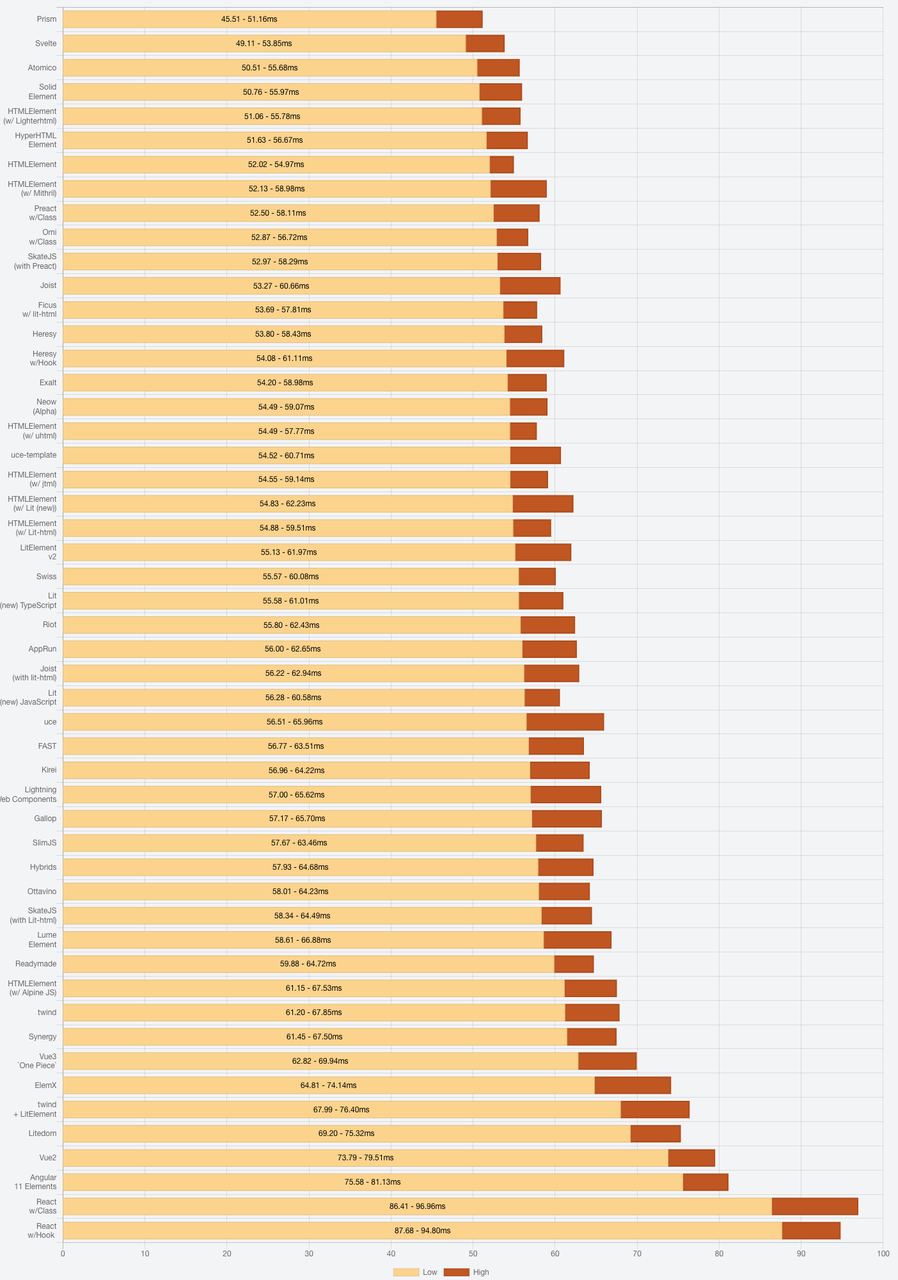 Prism
45.51 - 51.16ms
Svelte
49.11 - 53.85ms
Atomico
50.51 - 55.68ms
Solid
Element
50.76 - 55.97ms
HTMLElement
(w/ Lighterhtml)
51.06 - 55.78ms
HyperHTML
Element
51.63 - 56.67ms
HTMLElement
52.02 - 54.97ms
HTMLElement
(w/ Mithril)
52.13 - 58.98ms
Preact
w/Class
52.50 - 58.11ms
Omi
w/Class
52.87 - 56.72ms
SkateJS
(with Preact)
52.97 - 58.29ms
Joist
53.27 - 60.66ms
Ficus
w/ lit-html
53.69 - 57.81ms
Heresy
53.80 - 58.43ms
Heresy
w/Hook
54.08 - 61.11ms
Exalt
54.20 - 58.98ms
Neow
(Alpha)
54.49 - 59.07ms
HTMLElement
(w/ uhtml)
54.49 - 57.77ms
uce-template
54.52 - 60.71ms
HTMLElement
(w/ jtml)
54.55 - 59.14ms
HTMLElement
(w/ Lit (new))
54.83 - 62.23ms
HTMLElement
(w/ Lit-html)
54.88 - 59.51ms
LitElement
v2
55.13 - 61.97ms
Swiss
55.57 - 60.08ms
Lit
(new) TypeScript
55.58 - 61.01ms
Riot
55.80 - 62.43ms
AppRun
56.00 - 62.65ms
Joist
(with lit-html)
56.22 - 62.94ms
Lit
(new) JavaScript
56.28 - 60.58ms
uce
56.51 - 65.96ms
FAST
56.77 - 63.51ms
Kirei
56.96 - 64.22ms
Lightning
eb Components
57.00 - 65.62ms
Gallop
57.17 - 65.70ms
SlimJS
57.67 - 63.46ms
Hybrids
57.93 - 64.68ms
Ottavino
58.01 - 64.23ms
SkateJS
(with Lit-html)
58.34 - 64.49ms
Lume
Element
58.61 - 66.88ms
Readymade
59.88 - 64.72ms
HTMLElement
(w/ Alpine JS)
61.15 - 67.53ms
twind
61.20 - 67.85ms
Synergy
61.45 - 67.50ms
Vue3
`One Piece`
62.82 - 69.94ms
ElemX
64.81 - 74.14ms
twind
+ LitElement
67.99 - 76.40ms
Litedom
69.20 - 75.32ms
Vue2
73.79 - 79.51ms
Angular
11 Elements
75.58 - 81.13ms
React
w/Class
86.41 - 96.96ms
React
w/Hook
87.68 - 94.80ms
0 10 20 30 40 50 60 70 80 90 100
Low High